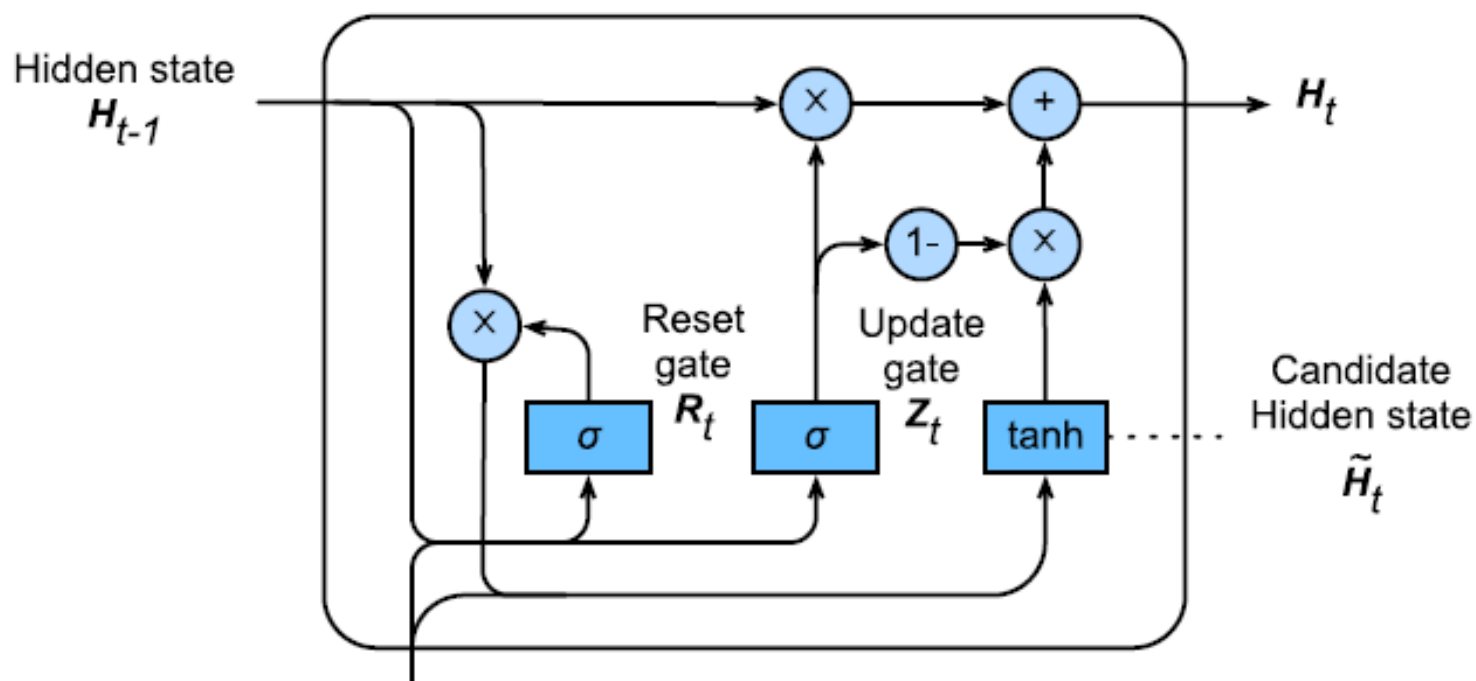 Hidden state
H_{t-1}
×
+
H_t
1-
×
×
Reset
gate
R_t
Update
gate
Z_t
σ
σ
tanh
Candidate
Hidden state
H̃_t